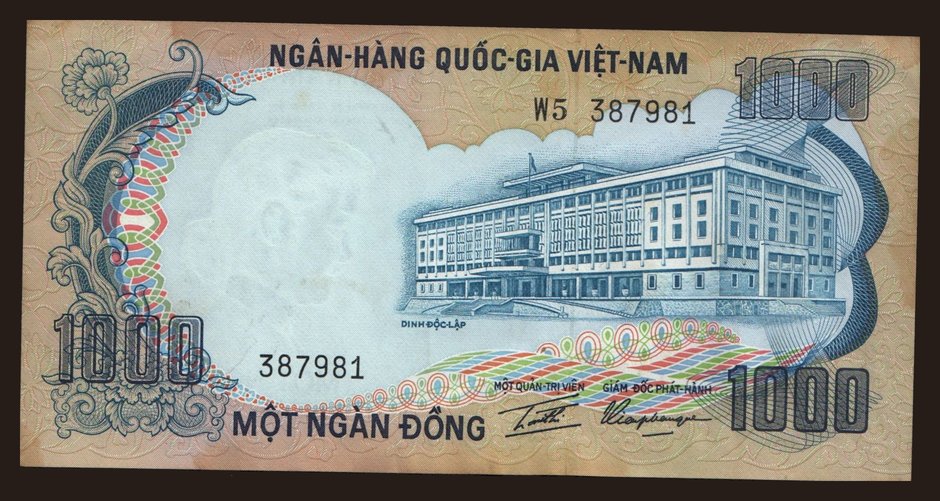 NGÂN-HÀNG QUỐC-GIA VIỆT-NAM
1000
W5 387981
DINH ĐỘC-LẬP
1000
387981
MỘT QUẢN-TRỊ VIÊN
GIÁM ĐỐC PHÁT-HÀNH
1000
MỘT NGÀN ĐỒNG